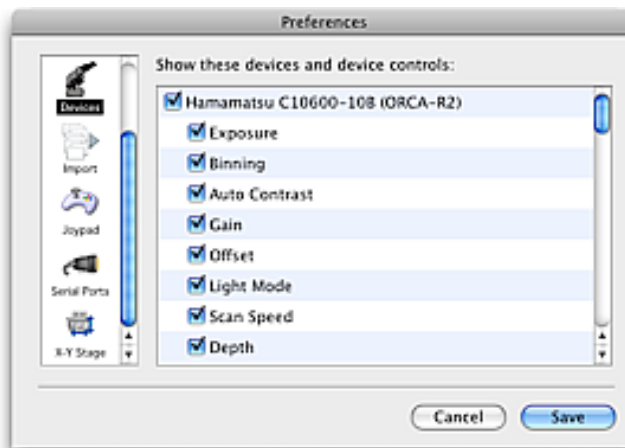 Preferences
Show these devices and device controls:
Devices
Import
Joypad
Serial Ports
X-Y Stage
Hamamatsu C10600-10B (ORCA-R2)
Exposure
Binning
Auto Contrast
Gain
Offset
Light Mode
Scan Speed
Depth
Cancel
Save